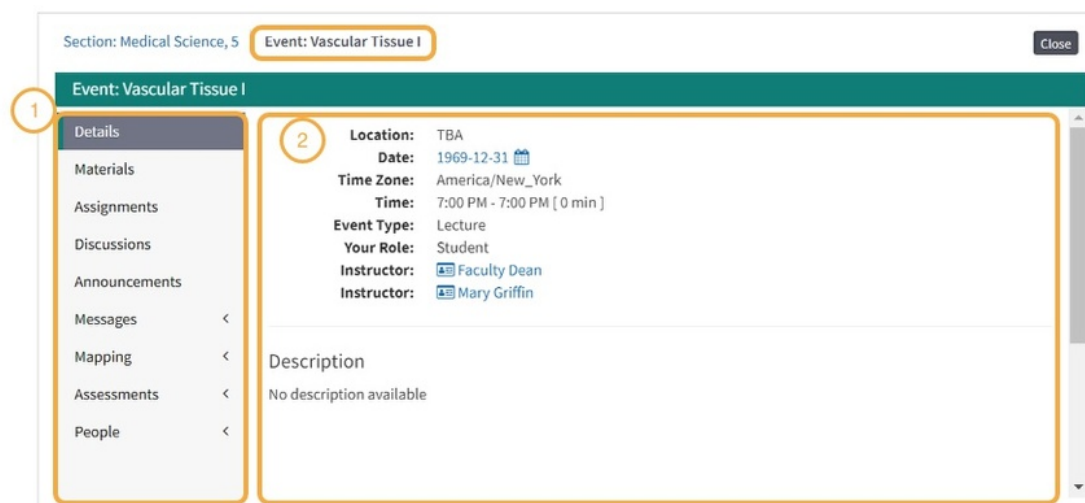 Section: Medical Science, 5 Event: Vascular Tissue I Close
Event: Vascular Tissue I
1
Details
Materials
Assignments
Discussions
Announcements
Messages <
Mapping <
Assessments <
People <
2
Location: TBA
Date: 1969-12-31
Time Zone: America/New_York
Time: 7:00 PM - 7:00 PM [ 0 min ]
Event Type: Lecture
Your Role: Student
Instructor: Faculty Dean
Instructor: Mary Griffin
Description
No description available